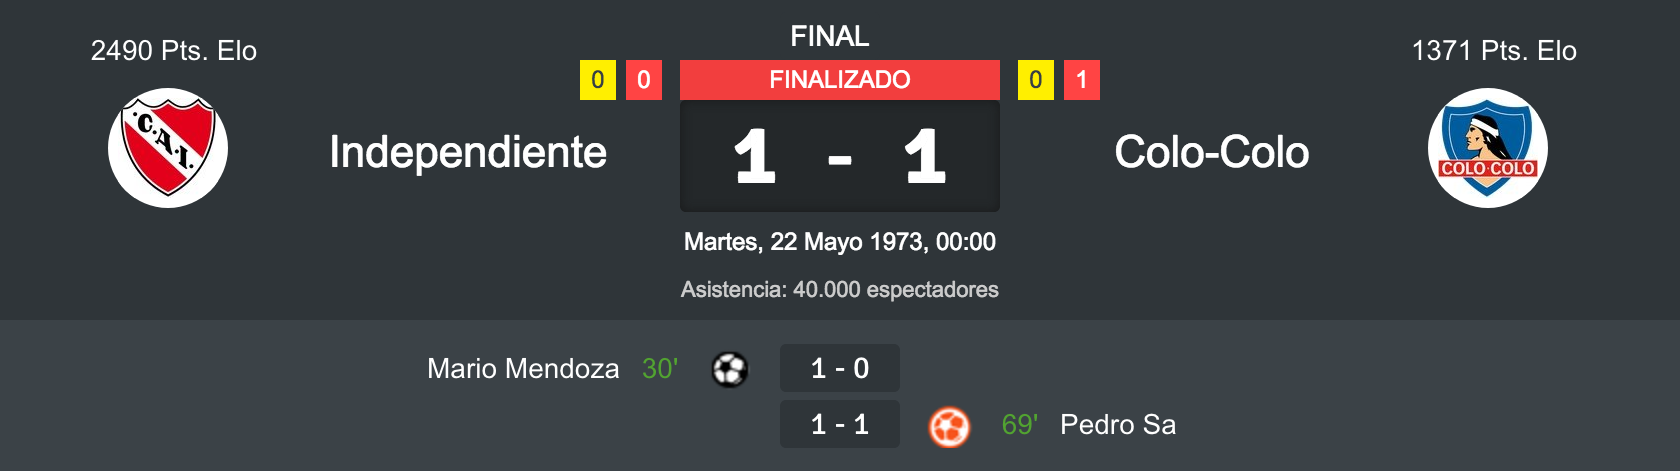 FINAL
2490 Pts. Elo
1371 Pts. Elo
0 0 FINALIZADO 0 1
C.A.I.
Independiente 1 - 1 Colo-Colo
COLO-COLO
Martes, 22 Mayo 1973, 00:00
Asistencia: 40.000 espectadores
Mario Mendoza 30' 1 - 0
1 - 1 69' Pedro Sa